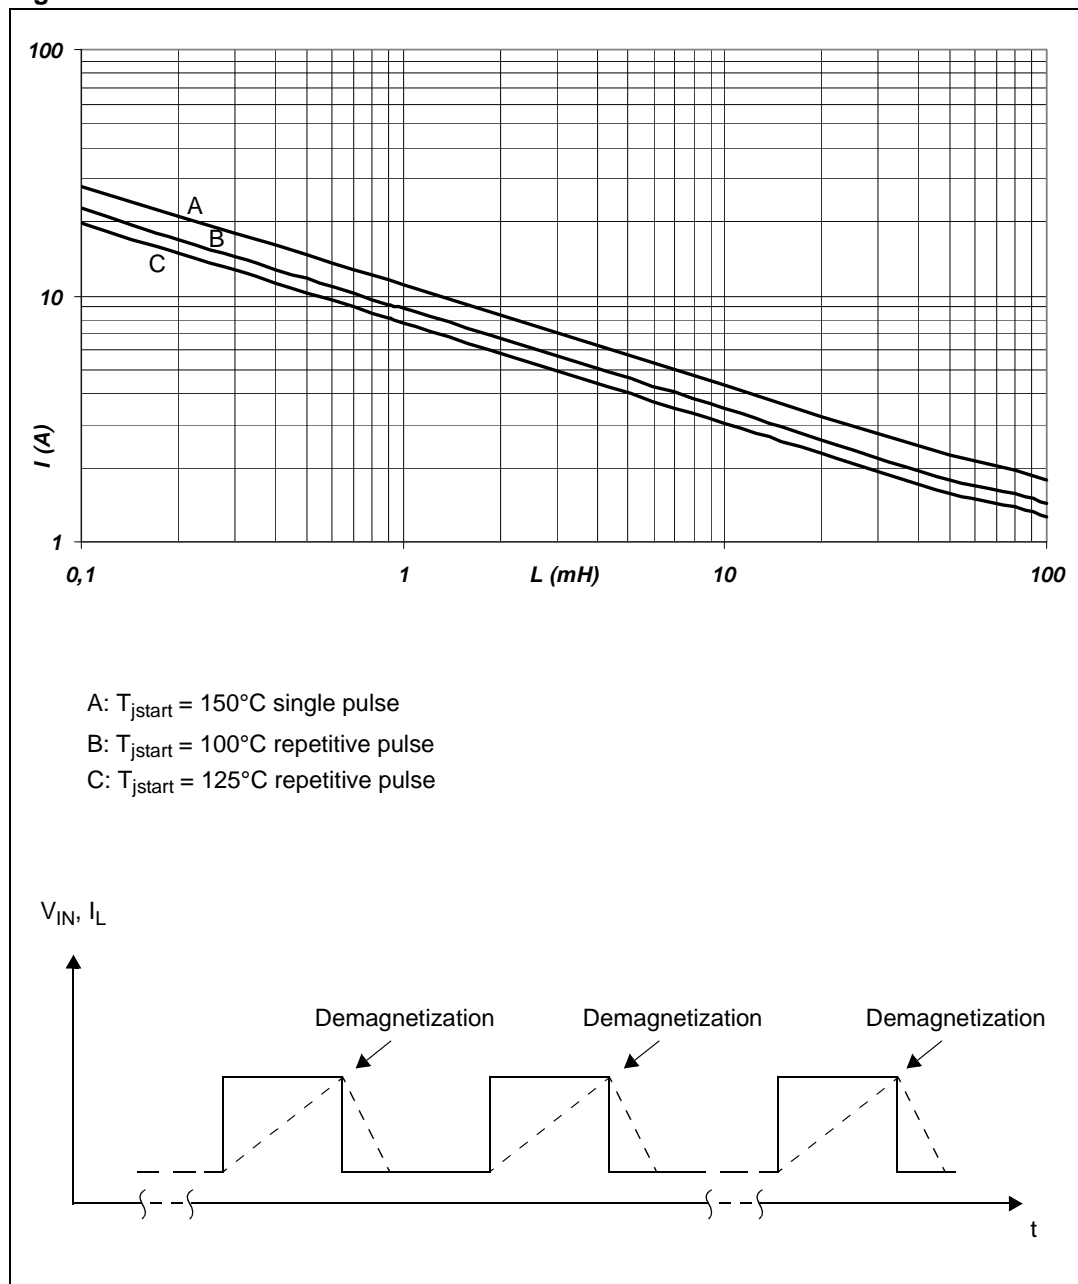 100
A
B
C
10
I (A)
1
0,1
1
L (mH)
10
100
A: Tjstart = 150°C single pulse
B: Tjstart = 100°C repetitive pulse
C: Tjstart = 125°C repetitive pulse
VIN, IL
Demagnetization
Demagnetization
Demagnetization
t